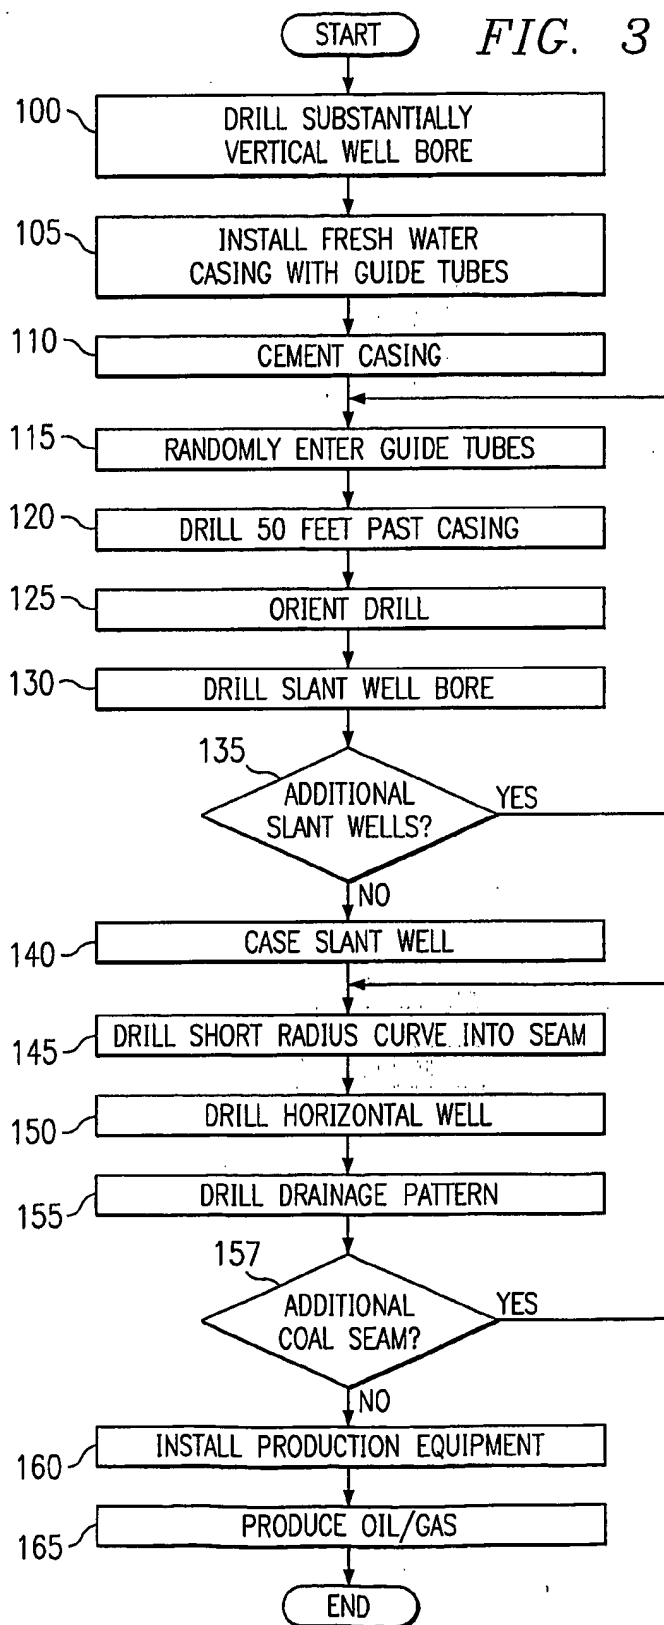 START
FIG. 3
100
DRILL SUBSTANTIALLY
VERTICAL WELL BORE
105
INSTALL FRESH WATER
CASING WITH GUIDE TUBES
110
CEMENT CASING
115
RANDOMLY ENTER GUIDE TUBES
120
DRILL 50 FEET PAST CASING
125
ORIENT DRILL
130
DRILL SLANT WELL BORE
135
ADDITIONAL
SLANT WELLS?
YES
NO
140
CASE SLANT WELL
145
DRILL SHORT RADIUS CURVE INTO SEAM
150
DRILL HORIZONTAL WELL
155
DRILL DRAINAGE PATTERN
157
ADDITIONAL
COAL SEAM?
YES
NO
160
INSTALL PRODUCTION EQUIPMENT
165
PRODUCE OIL/GAS
END